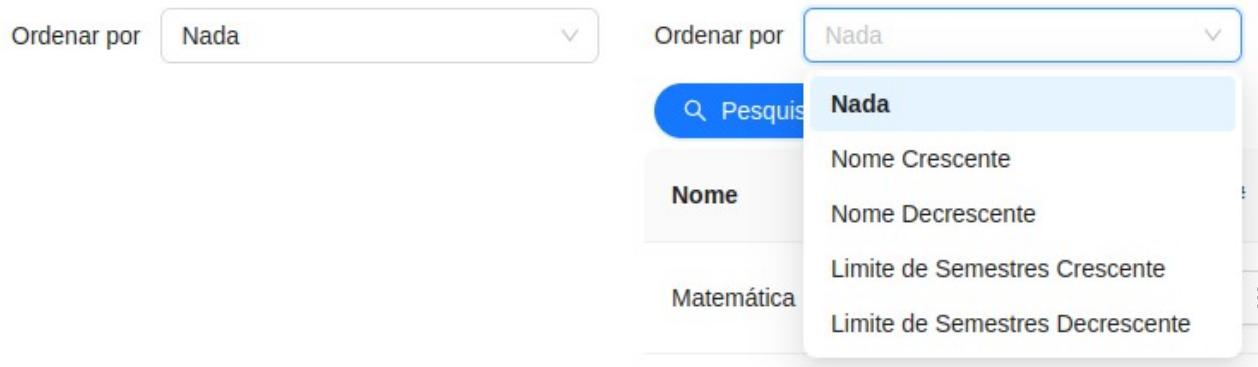 Ordenar por Nada
Ordenar por Nada
Pesquis
Nada
Nome Crescente
Nome Decrescente
Limite de Semestres Crescente
Limite de Semestres Decrescente
Nome
Matemática